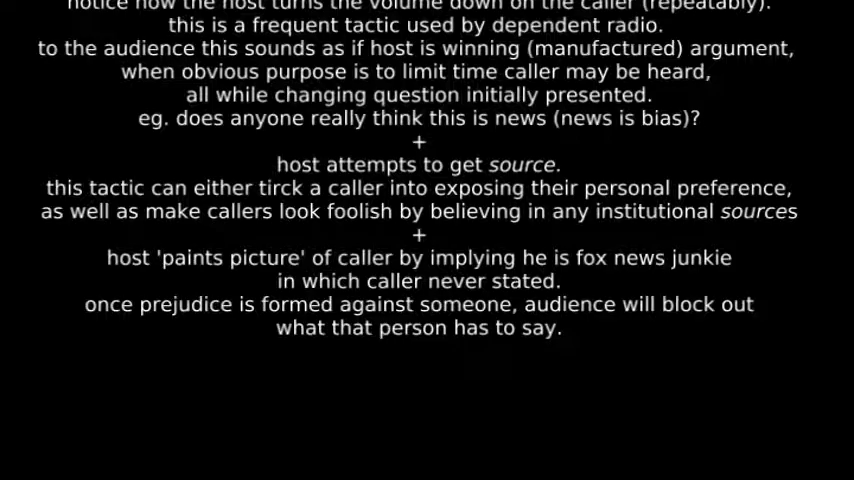 notice how the host turns the volume down on the caller (repeatably).
this is a frequent tactic used by dependent radio.
to the audience this sounds as if host is winning (manufactured) argument,
when obvious purpose is to limit time caller may be heard,
all while changing question initially presented.
eg. does anyone really think this is news (news is bias)?
+
host attempts to get source.
this tactic can either tirck a caller into exposing their personal preference,
as well as make callers look foolish by believing in any institutional sources
+
host 'paints picture' of caller by implying he is fox news junkie
in which caller never stated.
once prejudice is formed against someone, audience will block out
what that person has to say.